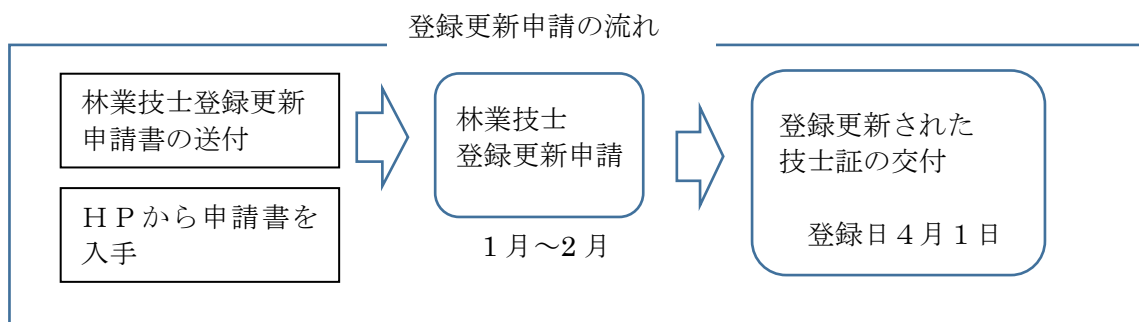 登録更新申請の流れ
林業技士登録更新
申請書の送付
ＨＰから申請書を
入手
林業技士
登録更新申請
１月～2 月
登録更新された
技士証の交付
登録日４月１日